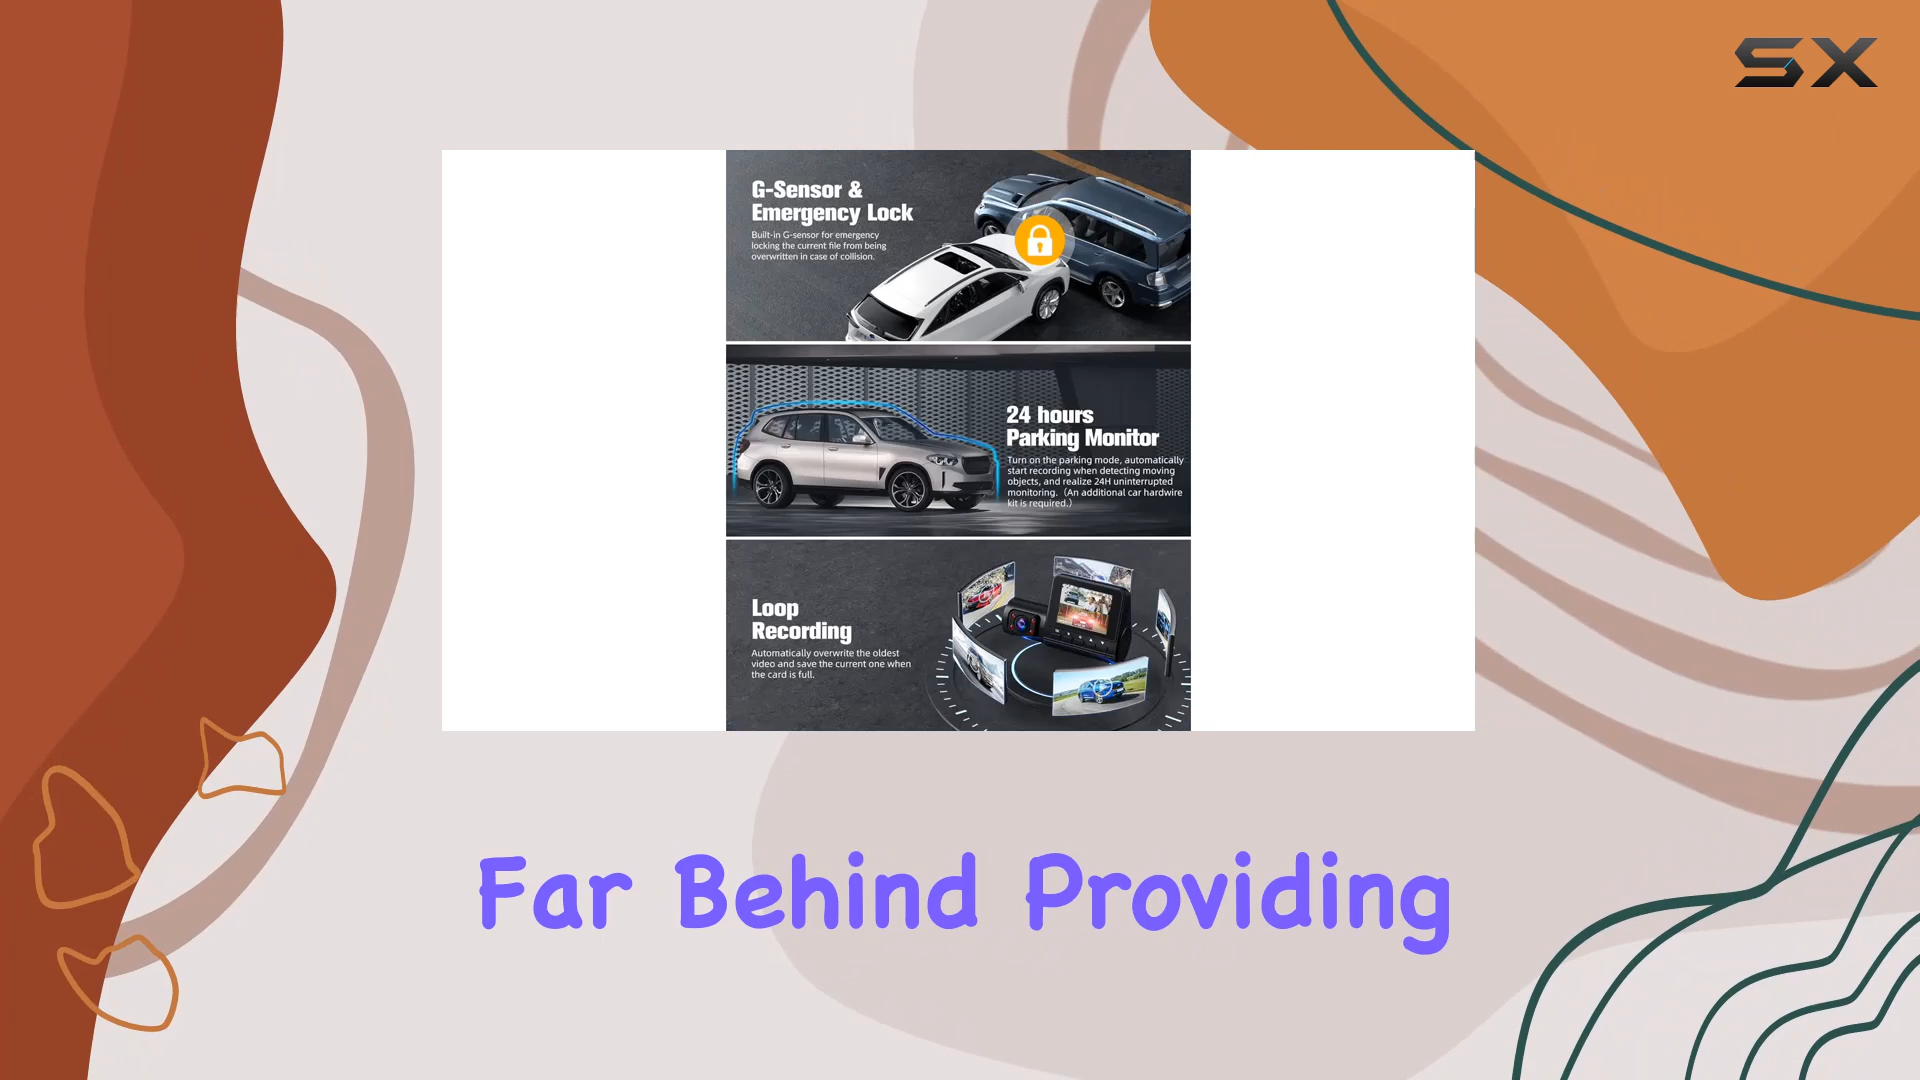 SX
G-Sensor &
Emergency Lock
Built-in G-sensor for emergency
locking the current file from being
overwritten in case of collision.
24 hours
Parking Monitor
Turn on the parking mode, automatically
start recording when detecting moving
objects, and realize 24H uninterrupted
monitoring. (An additional car hardwire
kit is required.)
Loop
Recording
Automatically overwrite the oldest
video and save the current one when
the card is full.
Far Behind Providing